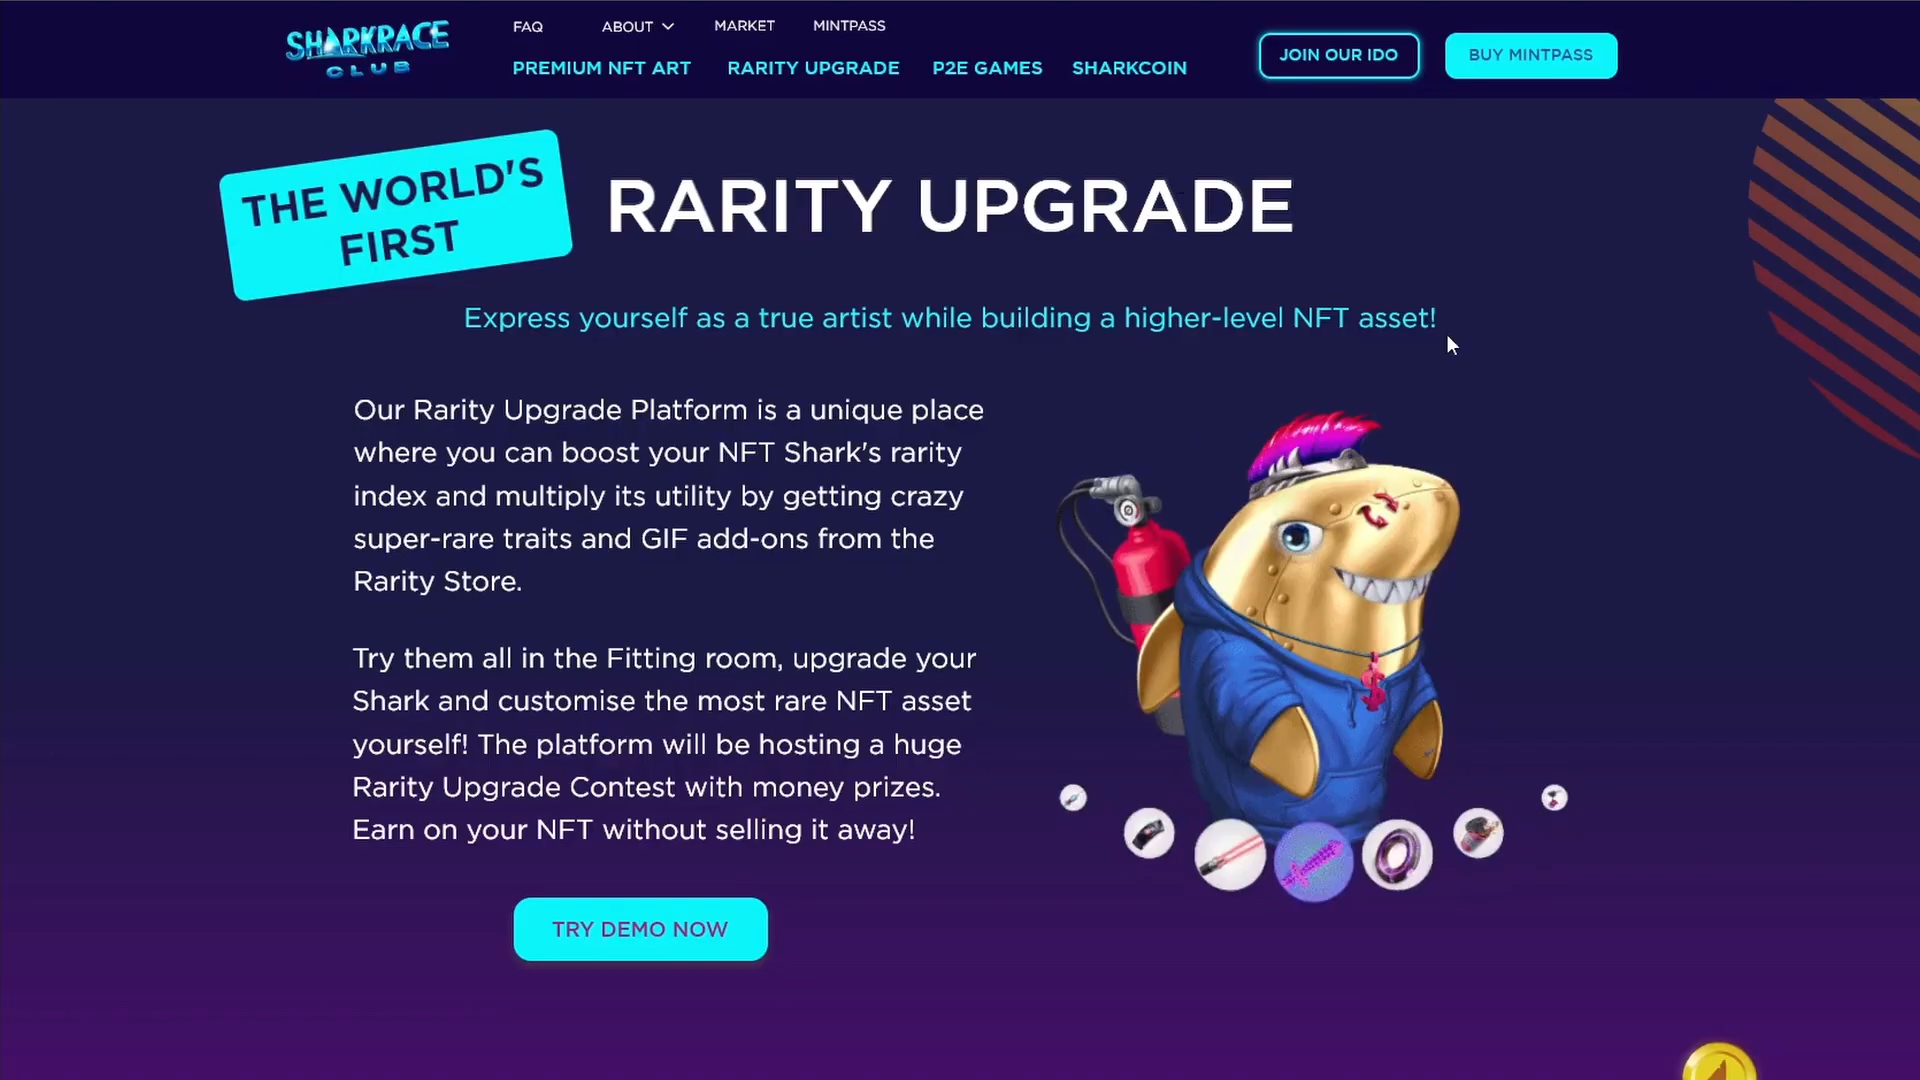 SHARKRACE
CLUB
FAQ
ABOUT
MARKET
MINTPASS
PREMIUM NFT ART
RARITY UPGRADE
P2E GAMES
SHARKCOIN
JOIN OUR IDO
BUY MINTPASS
THE WORLD'S
FIRST
RARITY UPGRADE
Express yourself as a true artist while building a higher-level NFT asset!
Our Rarity Upgrade Platform is a unique place
where you can boost your NFT Shark's rarity
index and multiply its utility by getting crazy
super-rare traits and GIF add-ons from the
Rarity Store.
Try them all in the Fitting room, upgrade your
Shark and customise the most rare NFT asset
yourself! The platform will be hosting a huge
Rarity Upgrade Contest with money prizes.
Earn on your NFT without selling it away!
TRY DEMO NOW